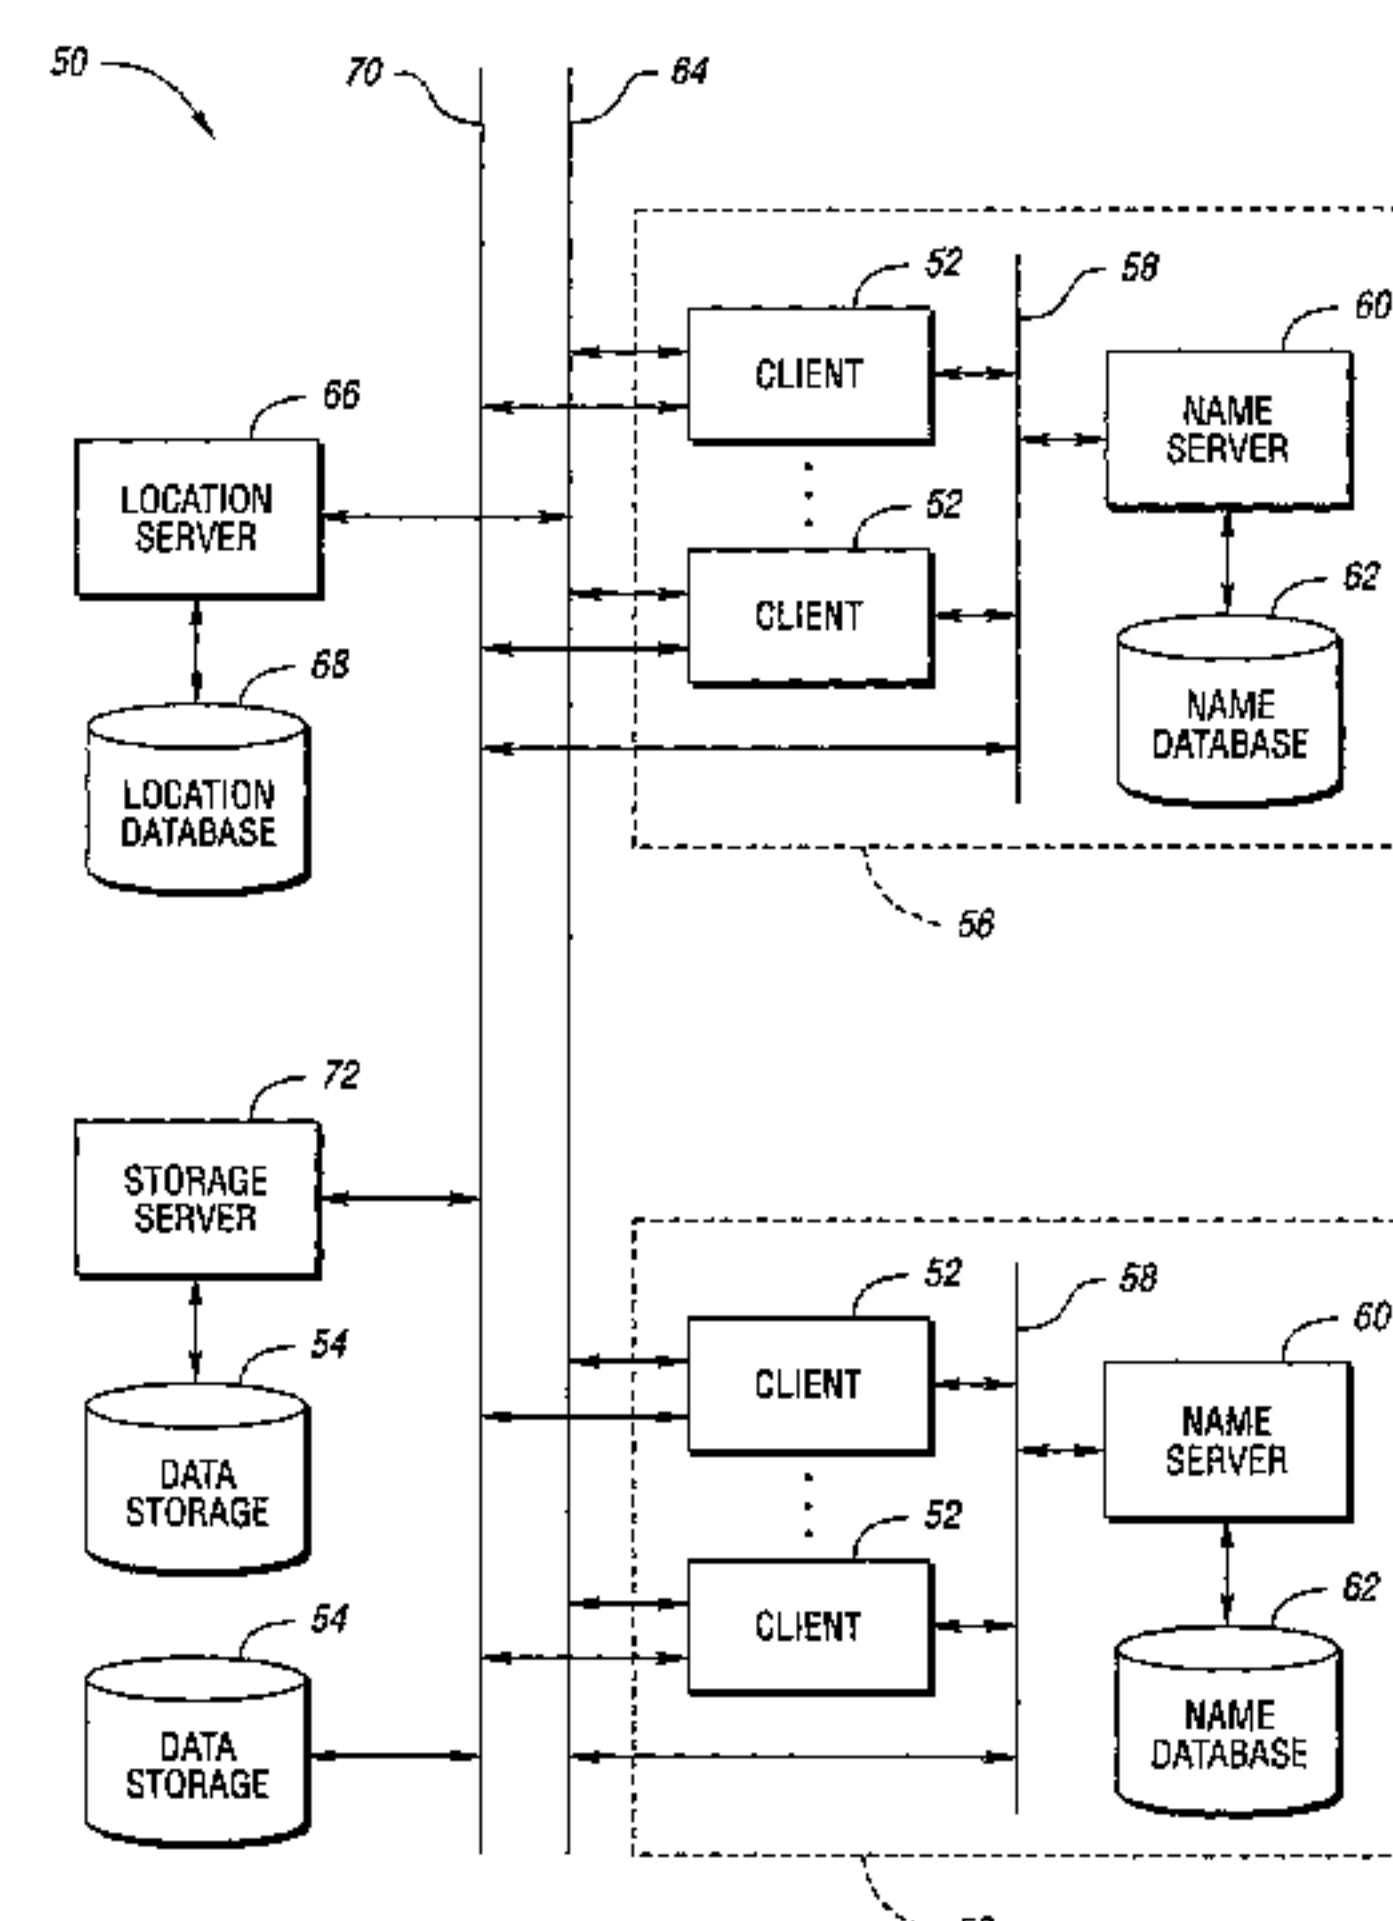 50
70
64
52
58
60
CLIENT
NAME
SERVER
66
LOCATION
SERVER
52
CLIENT
62
68
NAME
DATABASE
LOCATION
DATABASE
56
72
STORAGE
SERVER
52
58
60
CLIENT
NAME
SERVER
54
DATA
STORAGE
52
CLIENT
62
54
NAME
DATABASE
DATA
STORAGE